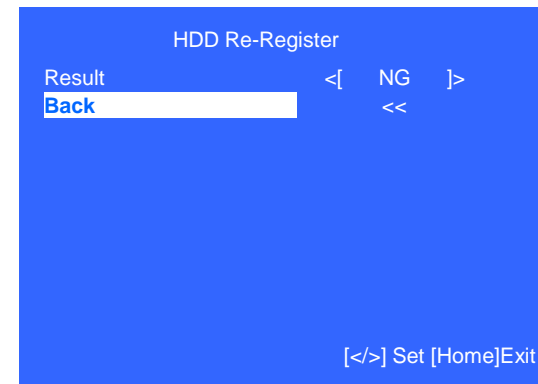 HDD Re-Register
Result <[ NG ]>
Back <<
[</>] Set [Home]Exit